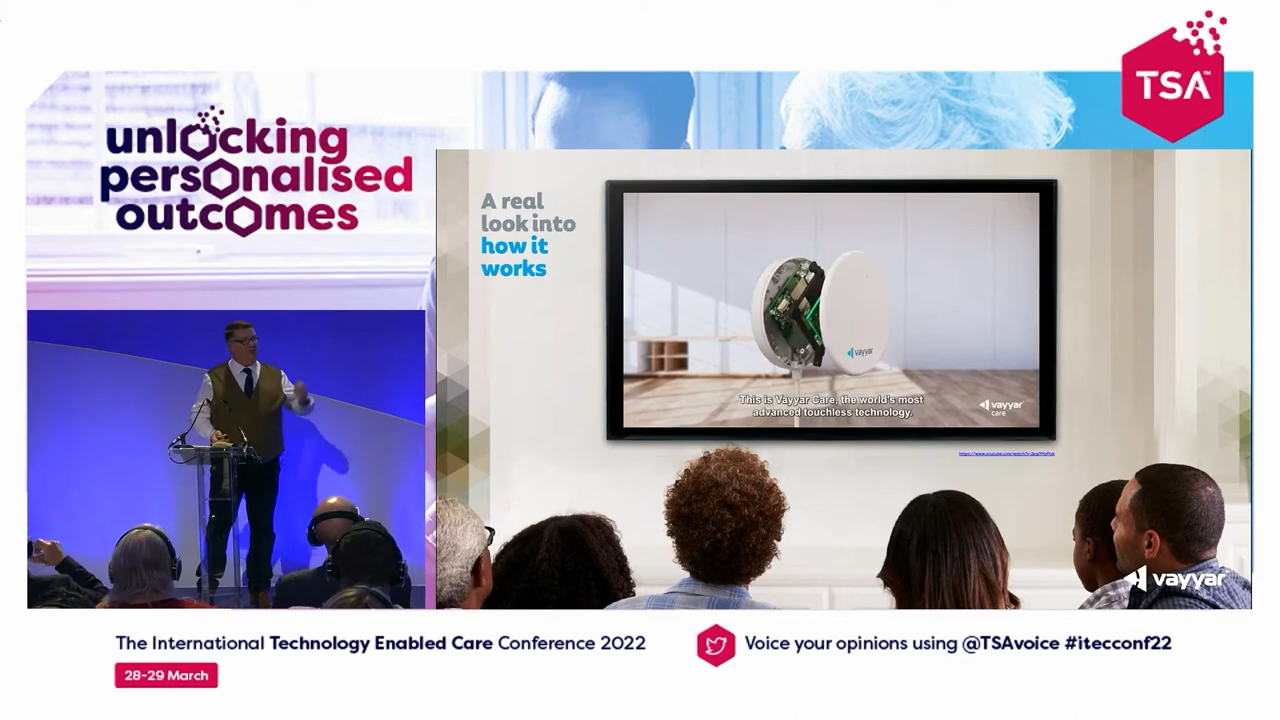 TSA™
unlocking
personalised
outcomes
A real
look into
how it
works
vayyar
This is Vayyar Care, the world's most
advanced touchless technology.
vayyar
care
vayyar
The International Technology Enabled Care Conference 2022
Voice your opinions using @TSAvoice #itecconf22
28-29 March